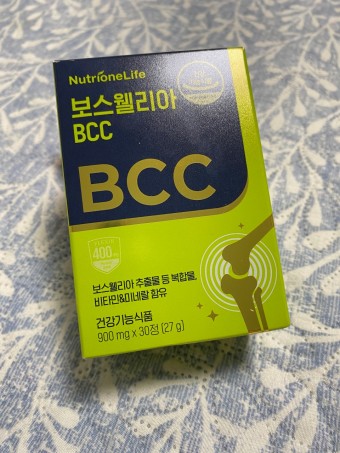 NutriOneLife
보스웰리아
BCC
BCC
400
보스웰리아 추출물 등 복합물,
비타민&미네랄 함유
건강기능식품
900 mg x 30정 (27 g)